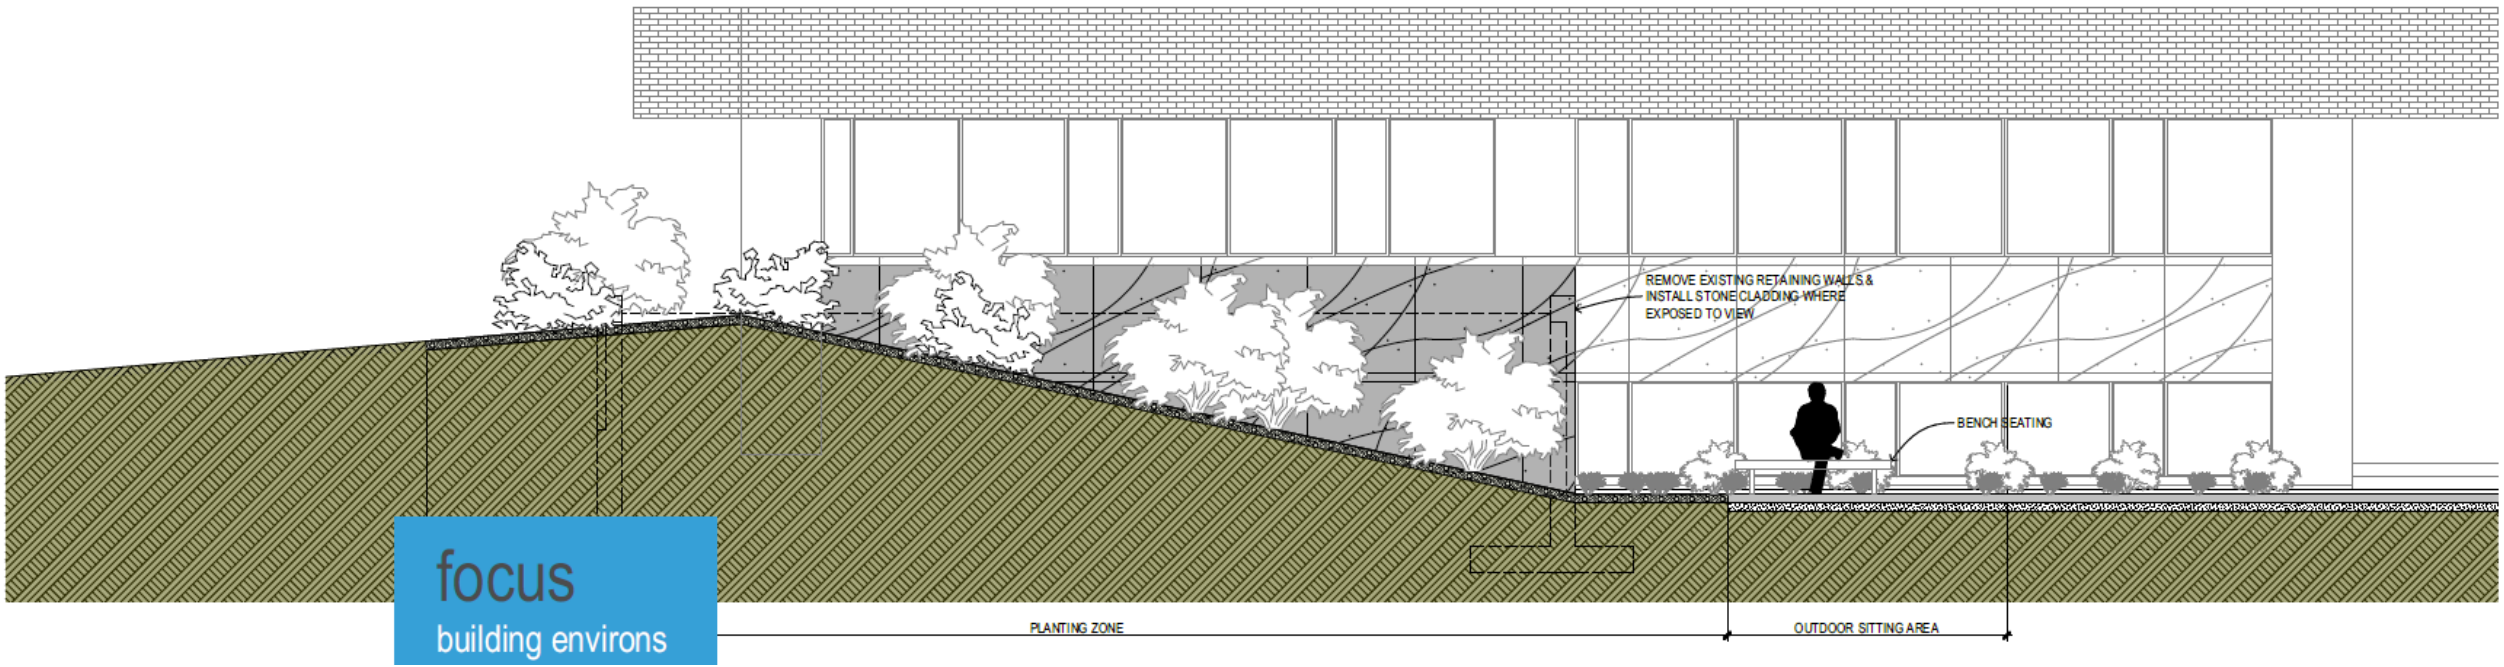 REMOVE EXISTING RETAINING WALLS &
INSTALL STONE CLADDING WHERE
EXPOSED TO VIEW
BENCH SEATING
focus
building environs
PLANTING ZONE
OUTDOOR SITTING AREA